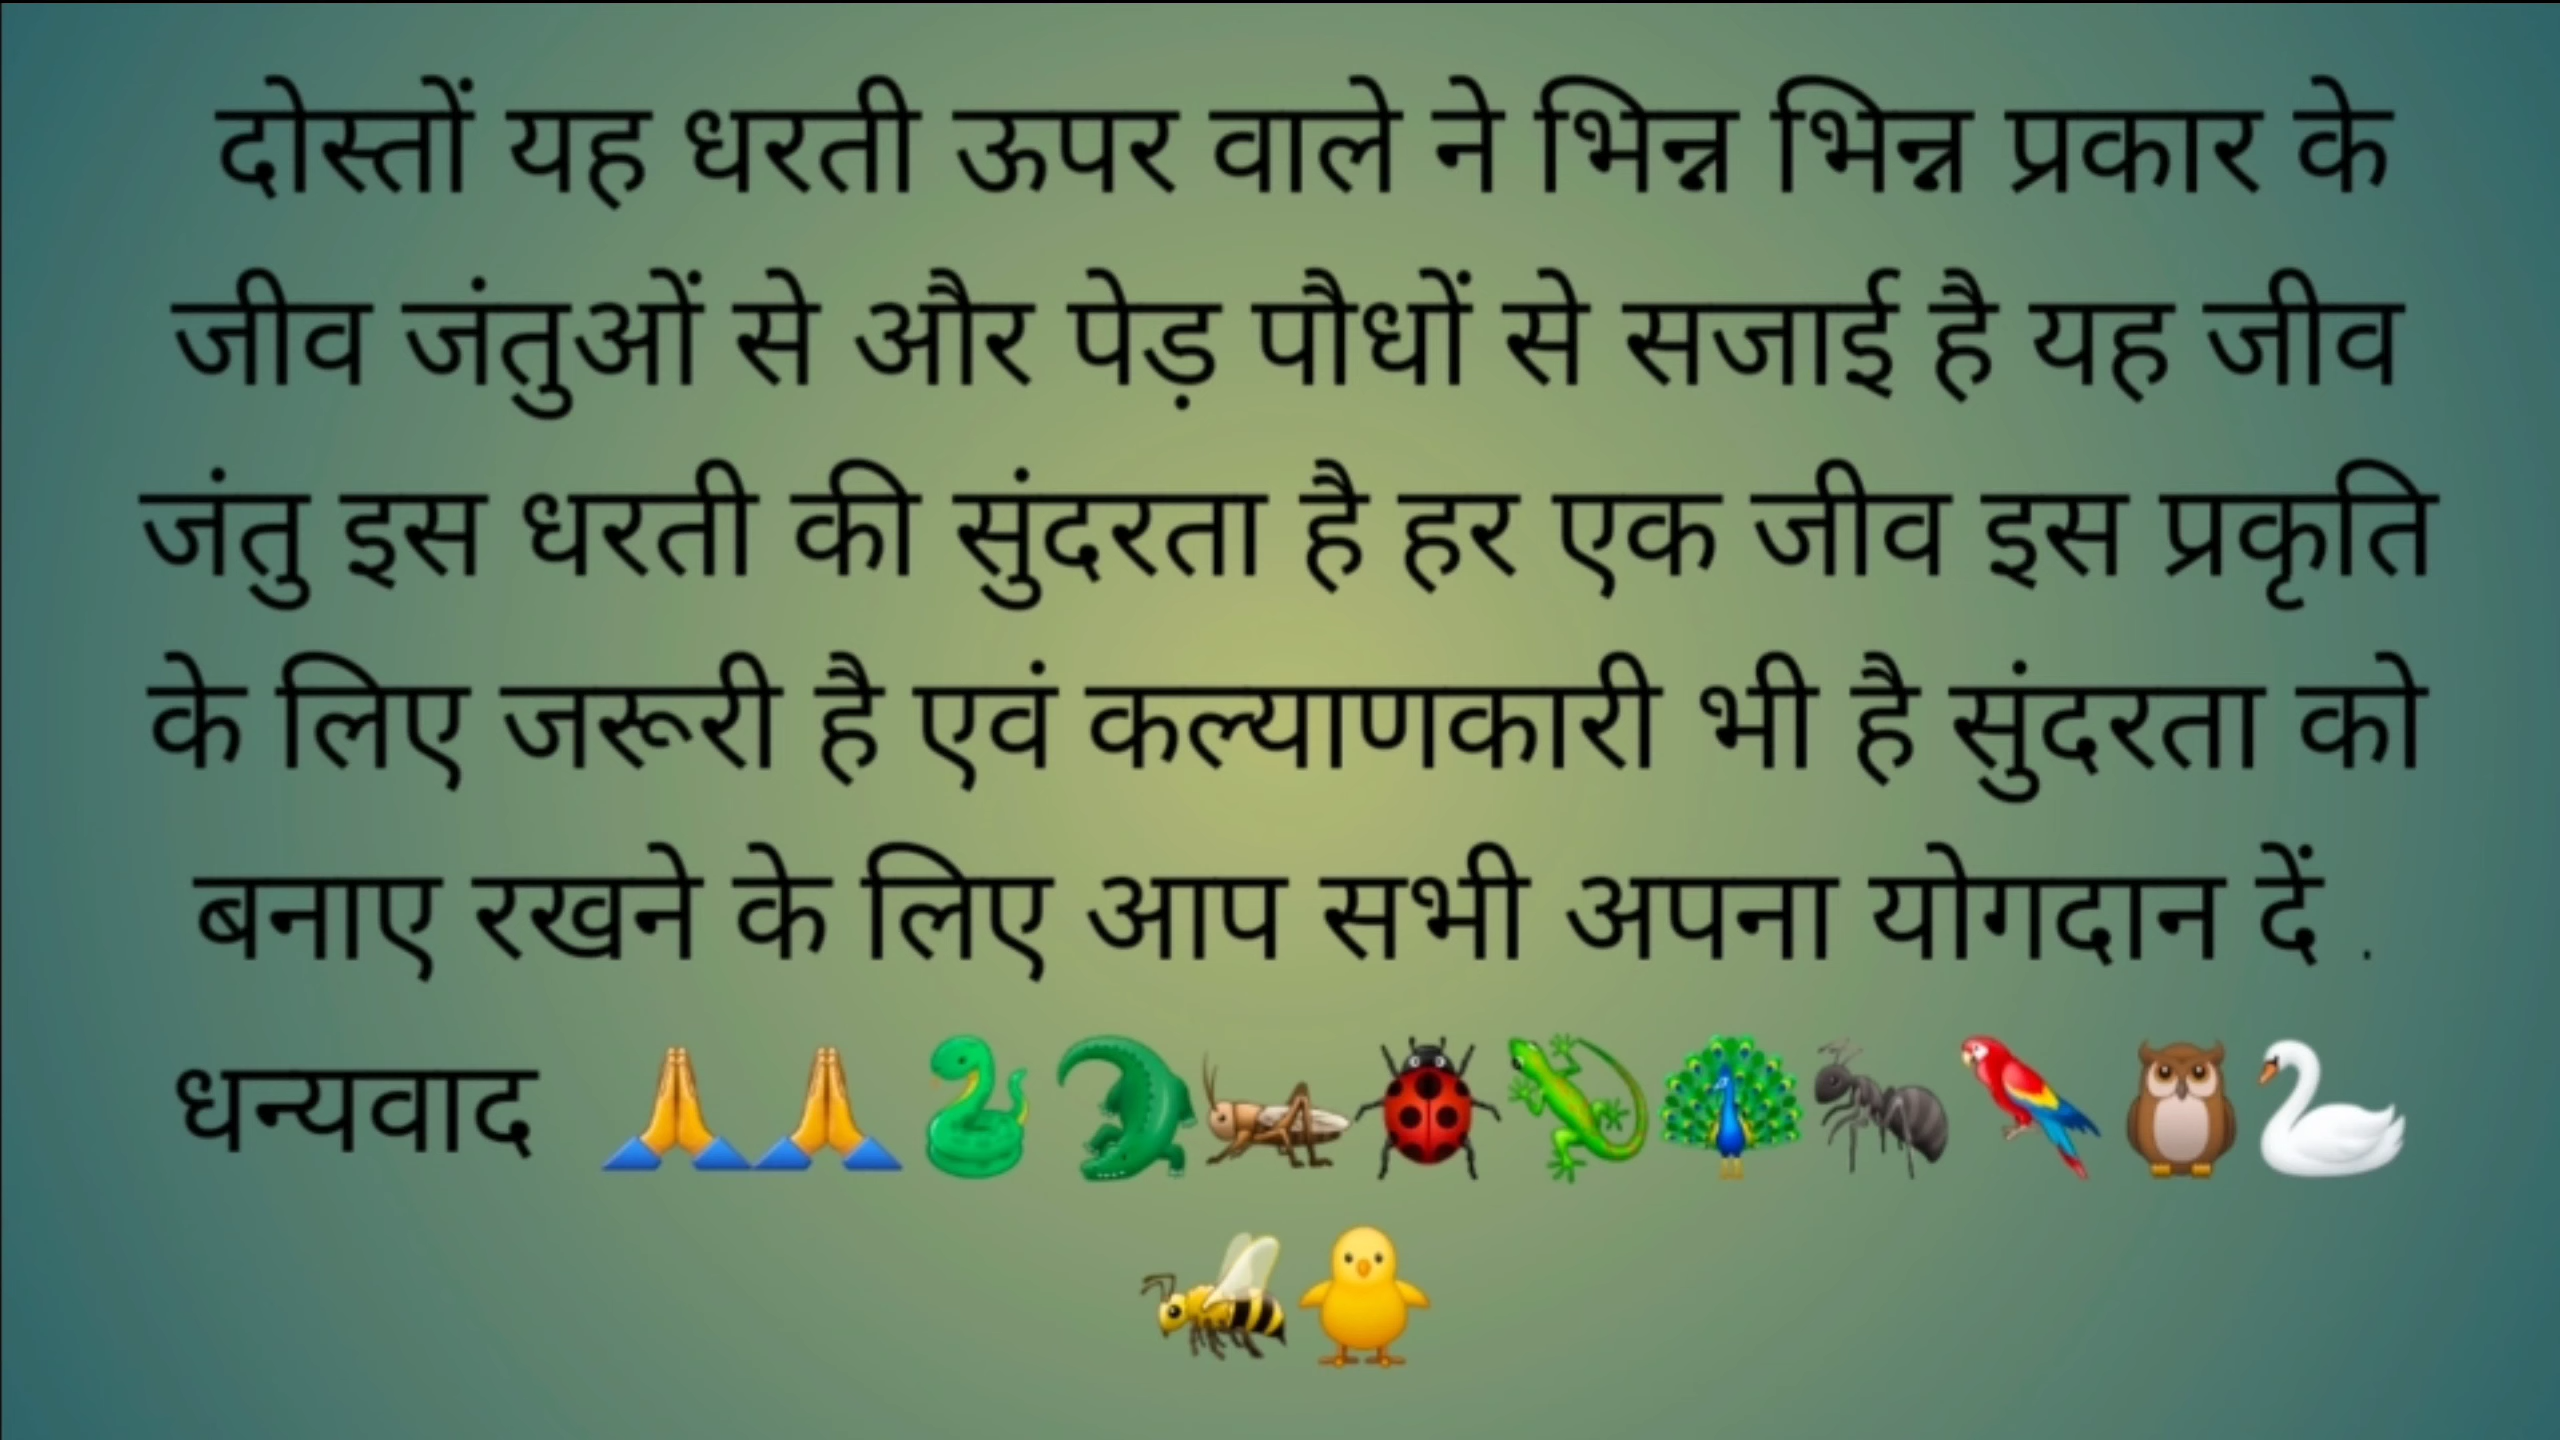 दोस्तों यह धरती ऊपर वाले ने भिन्न भिन्न प्रकार के
जीव जंतुओं से और पेड़ पौधों से सजाई है यह जीव
जंतु इस धरती की सुंदरता है हर एक जीव इस प्रकृति
के लिए जरूरी है एवं कल्याणकारी भी है सुंदरता को
बनाए रखने के लिए आप सभी अपना योगदान दें .
धन्यवाद 🙏🙏🐍🐊🦗🐞🦎🦚🐜🦜🦉🦢
🐝🐥